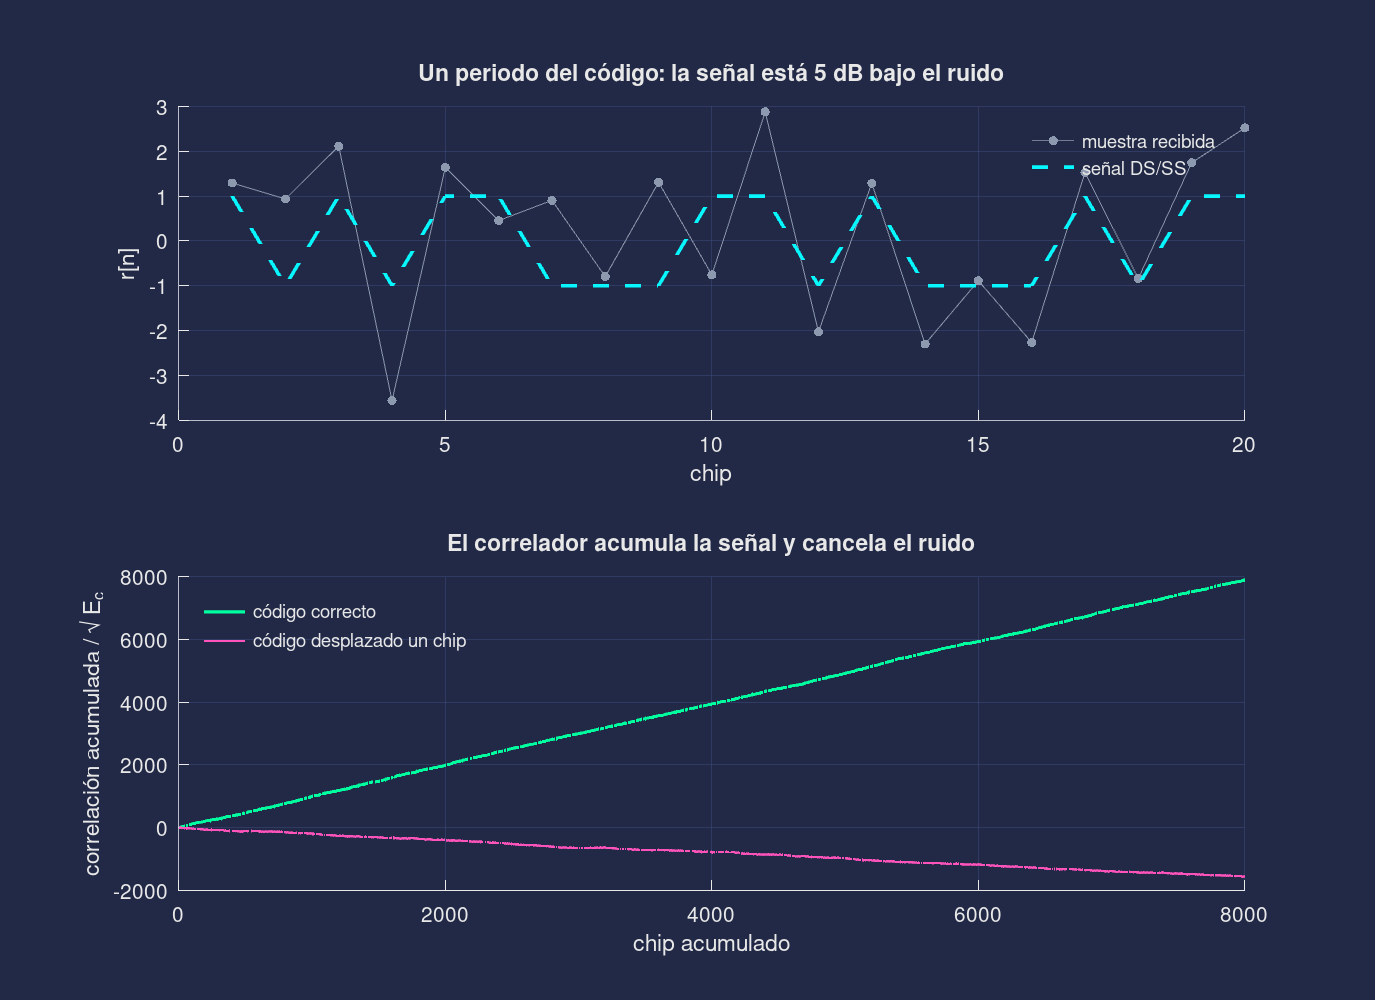 Un periodo del código: la señal está 5 dB bajo el ruido
3
2
1
0
-1
-2
-3
-4
r[n]
muestra recibida
señal DS/SS
0 5 10 15 20
chip
El correlador acumula la señal y cancela el ruido
8000
6000
4000
2000
0
-2000
correlación acumulada / √ E_c
código correcto
código desplazado un chip
0 2000 4000 6000 8000
chip acumulado